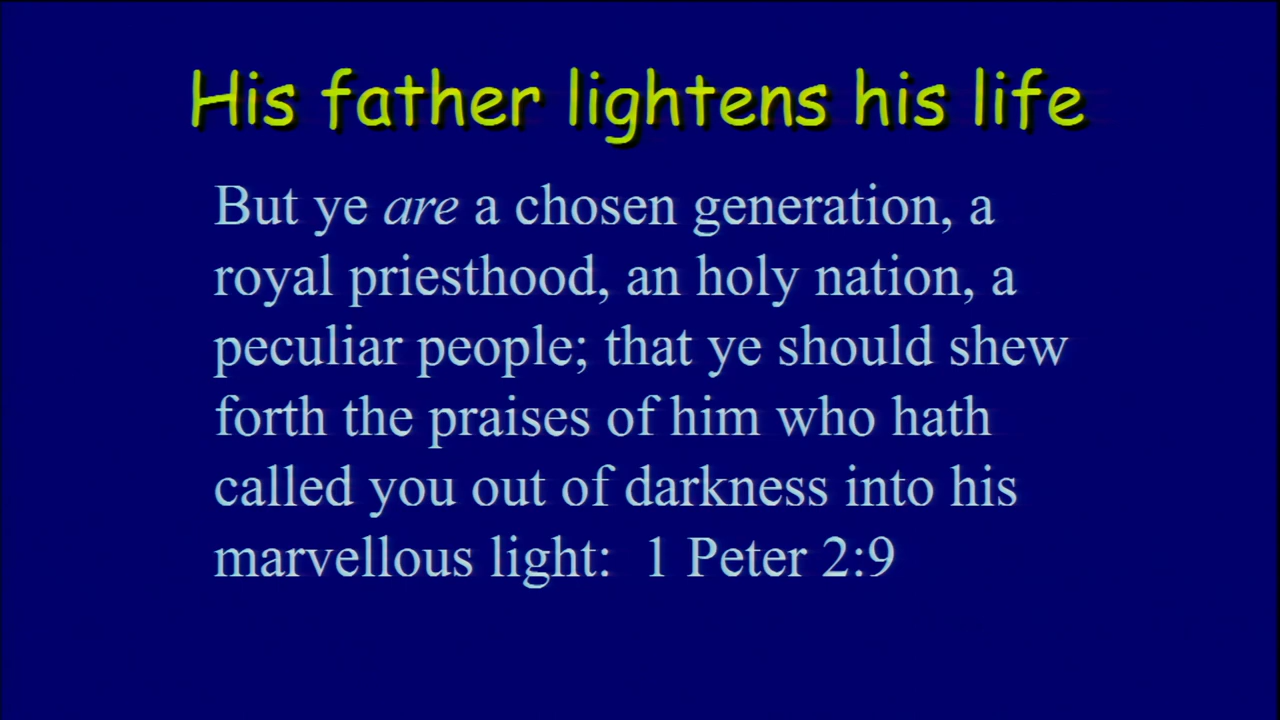 His father lightens his life
But ye are a chosen generation, a
royal priesthood, an holy nation, a
peculiar people; that ye should shew
forth the praises of him who hath
called you out of darkness into his
marvellous light:  1 Peter 2:9